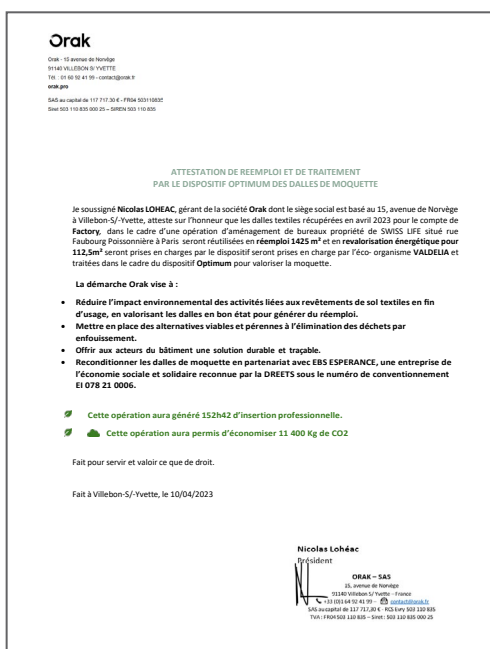 Orak
Orak - 15 avenue de Norvège
91140 VILLEBON S/ YVETTE
Tél. : 01 60 92 41 99 - contact@orak.fr
orak.pro
SAS au capital de 117 717,30 € - FR04 503110835
Siret 503 110 835 000 25 – SIREN 503 110 835
ATTESTATION DE REEMPLOI ET DE TRAITEMENT
PAR LE DISPOSITIF OPTIMUM DES DALLES DE MOQUETTE
Je soussigné Nicolas LOHEAC, gérant de la société Orak dont le siège social est basé au 15, avenue de Norvège
à Villebon-S/-Yvette, atteste sur l'honneur que les dalles textiles récupérées en avril 2023 pour le compte de
Factory, dans le cadre d'une opération d'aménagement de bureaux propriété de SWISS LIFE situé rue
Faubourg Poissonnière à Paris seront réutilisées en réemploi 1425 m² et en revalorisation énergétique pour
112,5m² seront prises en charges par le dispositif seront prises en charge par l'éco- organisme VALDELIA et
traitées dans le cadre du dispositif Optimum pour valoriser la moquette.
La démarche Orak vise à :
• Réduire l'impact environnemental des activités liées aux revêtements de sol textiles en fin
d'usage, en valorisant les dalles en bon état pour générer du réemploi.
• Mettre en place des alternatives viables et pérennes à l'élimination des déchets par
enfouissement.
• Offrir aux acteurs du bâtiment une solution durable et traçable.
• Reconditionner les dalles de moquette en partenariat avec EBS ESPERANCE, une entreprise de
l'économie sociale et solidaire reconnue par la DREETS sous le numéro de conventionnement
EI 078 21 0006.
Cette opération aura généré 152h42 d'insertion professionnelle.
Cette opération aura permis d'économiser 11 400 Kg de CO2
Fait pour servir et valoir ce que de droit.
Fait à Villebon-S/-Yvette, le 10/04/2023
Nicolas Lohéac
Président
ORAK – SAS
15, avenue de Norvège
91140 Villebon S/ Yvette - France
+33 (0)1 64 92 41 99 - contact@orak.fr
SAS au capital de 117 717,30 € - RCS Evry 503 110 835
TVA : FR04 503 110 835 – Siret : 503 110 835 000 25